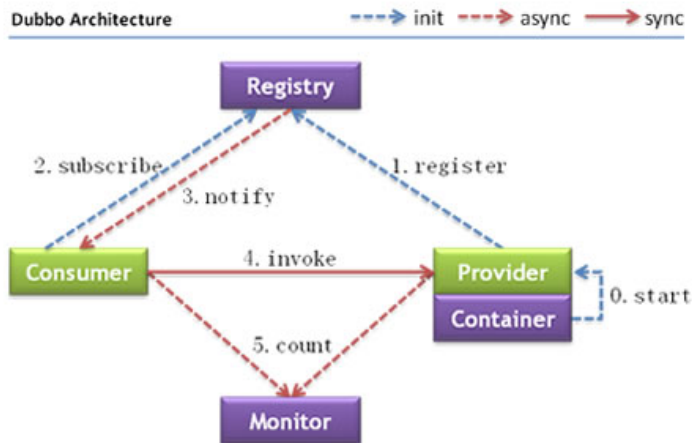 Dubbo Architecture
init
async
sync
Registry
2. subscribe
1. register
3. notify
Consumer
4. invoke
Provider
Container
0. start
5. count
Monitor